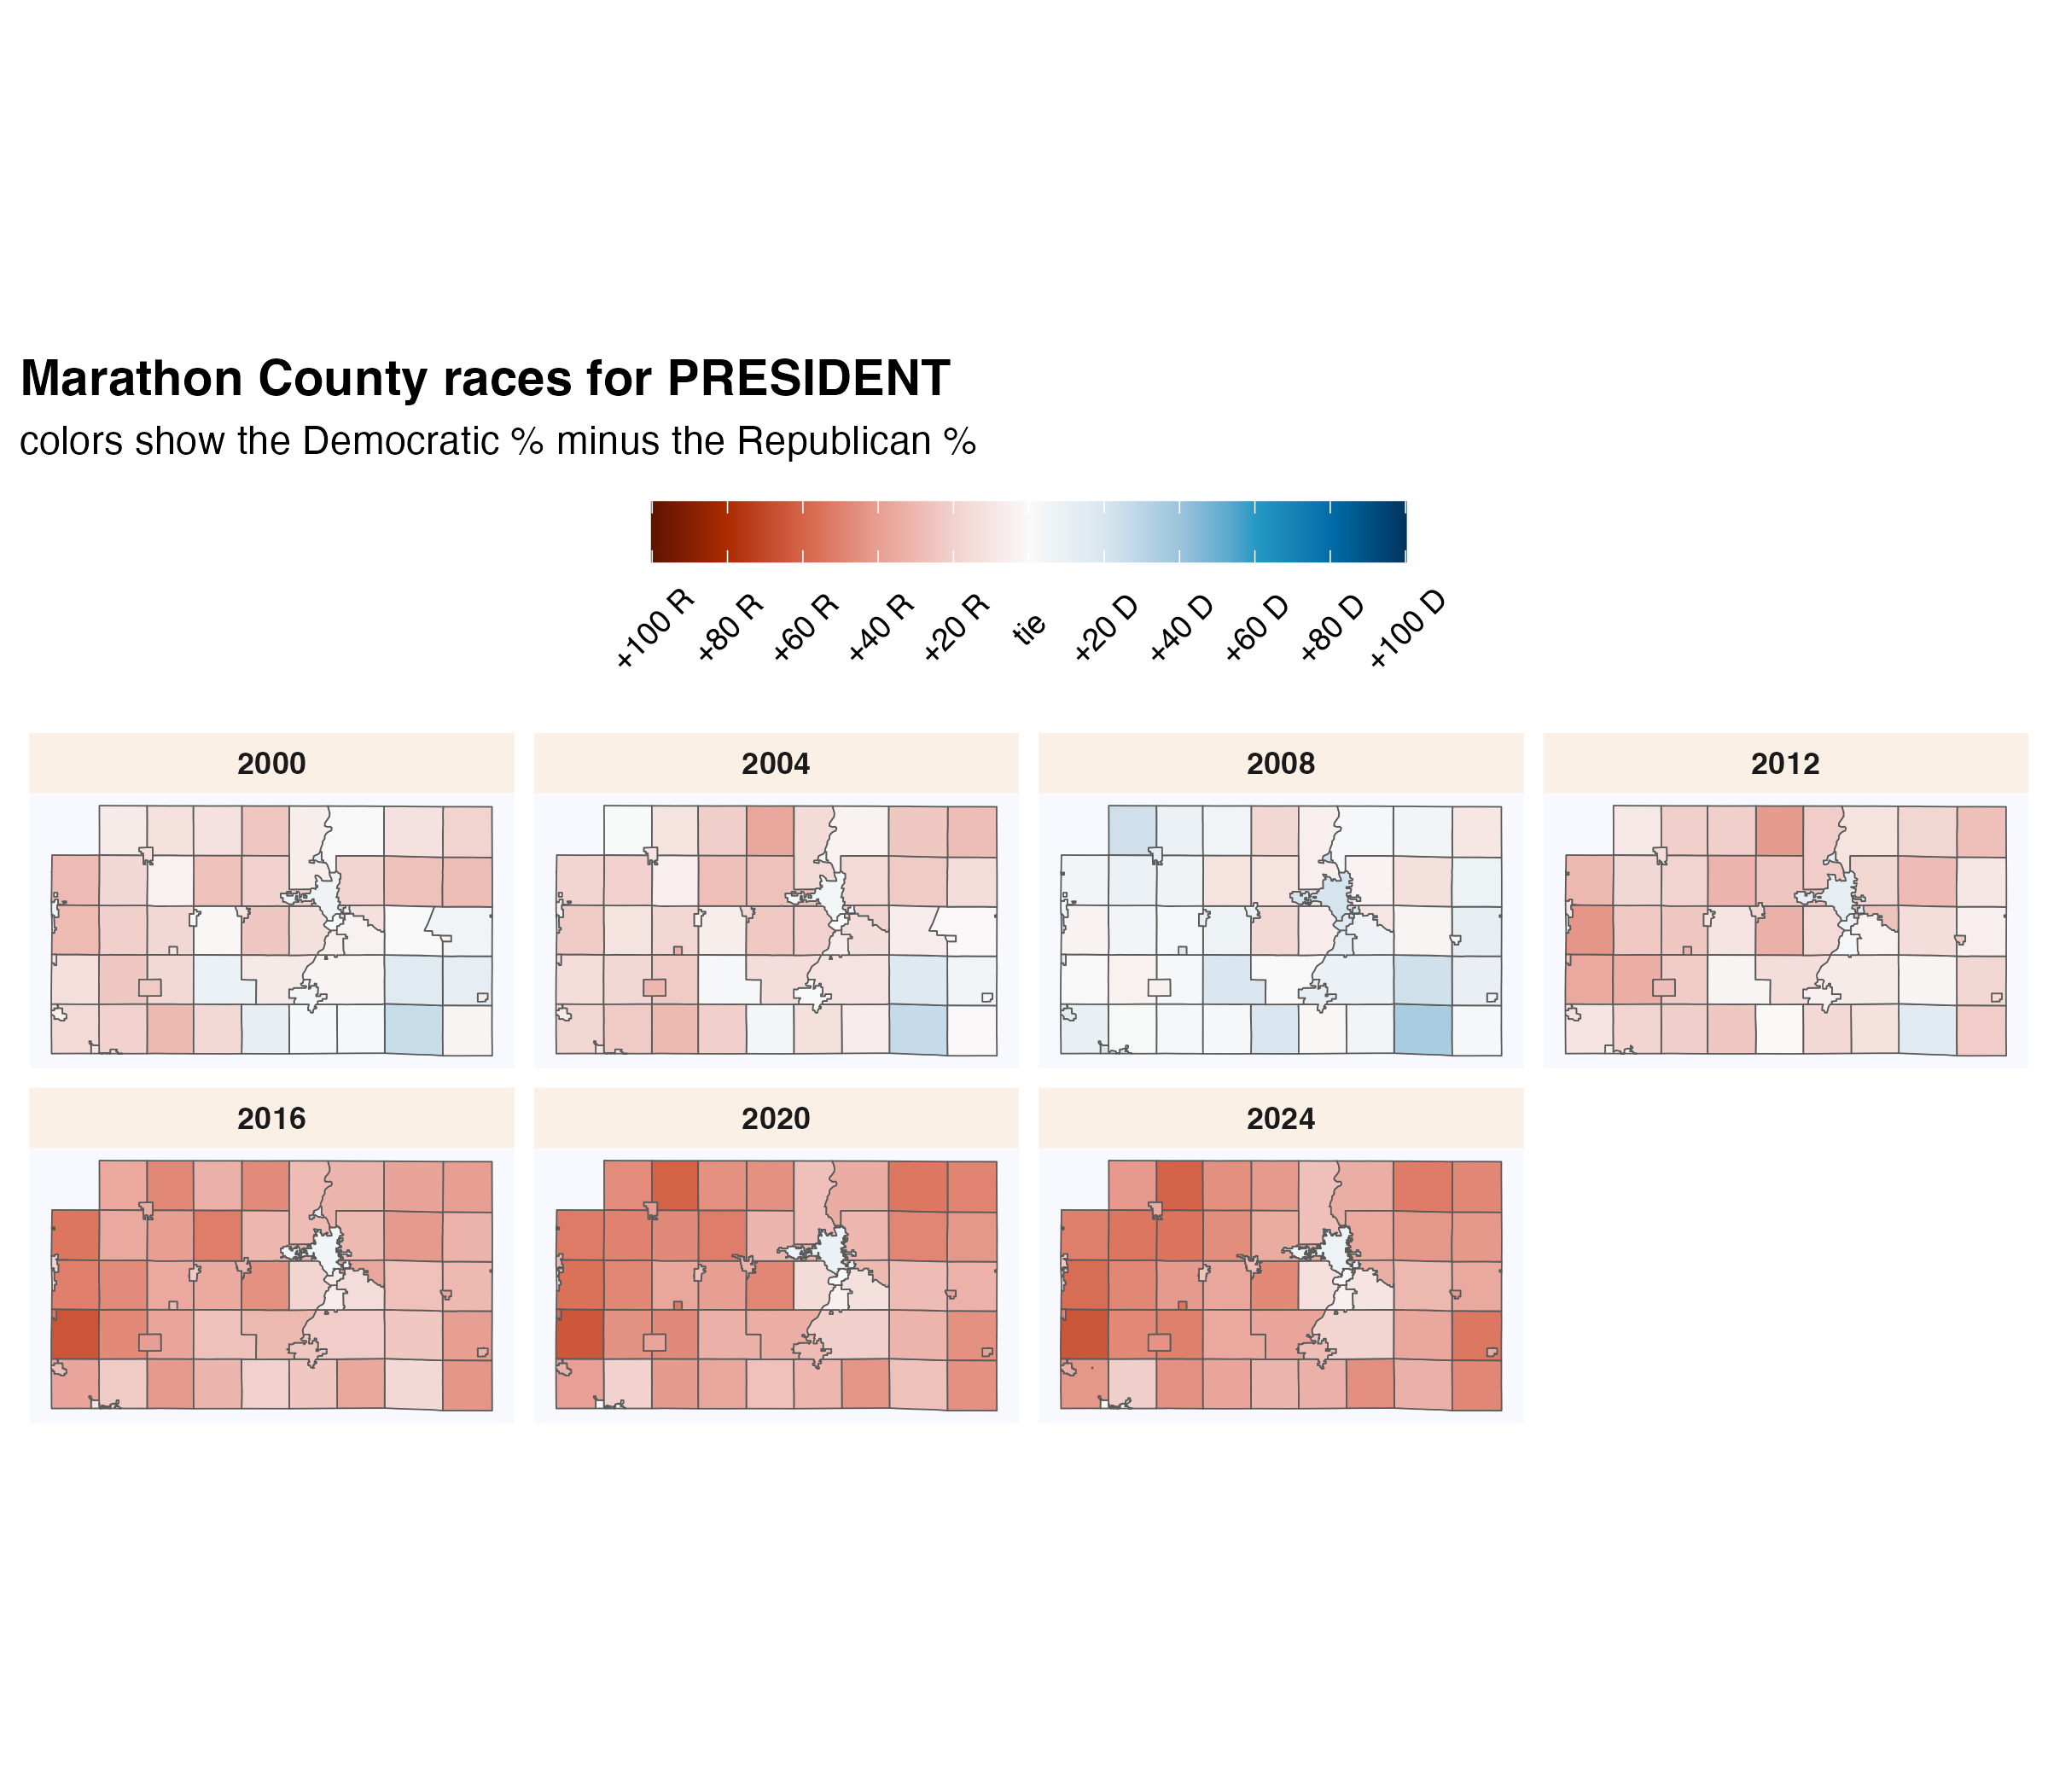 Marathon County races for PRESIDENT
colors show the Democratic % minus the Republican %
+100 R +80 R +60 R +40 R +20 R tie +20 D +40 D +60 D +80 D +100 D
2000 2004 2008 2012
2016 2020 2024